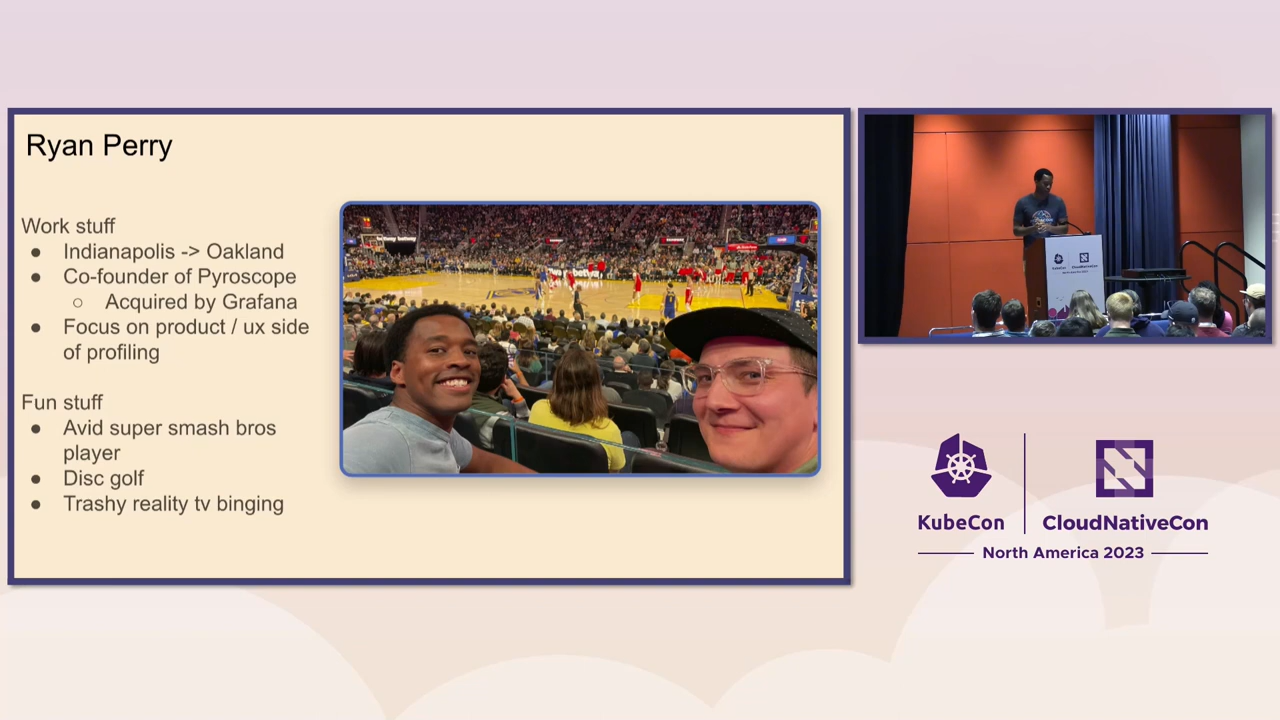 Ryan Perry
Work stuff
● Indianapolis -> Oakland
● Co-founder of Pyroscope
○ Acquired by Grafana
● Focus on product / ux side
of profiling
Fun stuff
● Avid super smash bros
player
● Disc golf
● Trashy reality tv binging
KubeCon
CloudNativeCon
KubeCon
CloudNativeCon
North America 2023